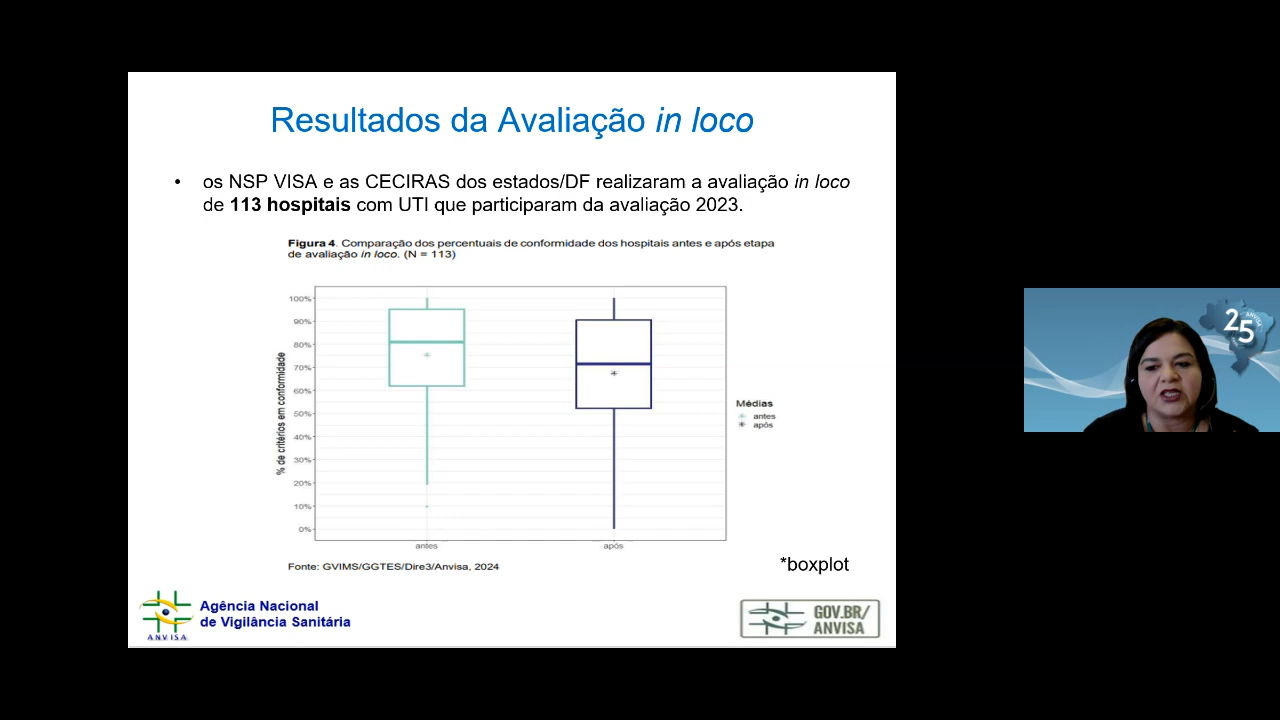 Resultados da Avaliação in loco
• os NSP VISA e as CECIRAS dos estados/DF realizaram a avaliação in loco
de 113 hospitais com UTI que participaram da avaliação 2023.
Figura 4. Comparação dos percentuais de conformidade dos hospitais antes e após etapa
de avaliação in loco. (N = 113)
% de critérios em conformidade
100%
90%
80%
70%
60%
50%
40%
30%
20%
10%
0%
antes
após
Médias
antes
após
Fonte: GVIMS/GGTES/Dire3/Anvisa, 2024
*boxplot
ANVISA
Agência Nacional
de Vigilância Sanitária
GOV.BR/
ANVISA
25
ANVISA